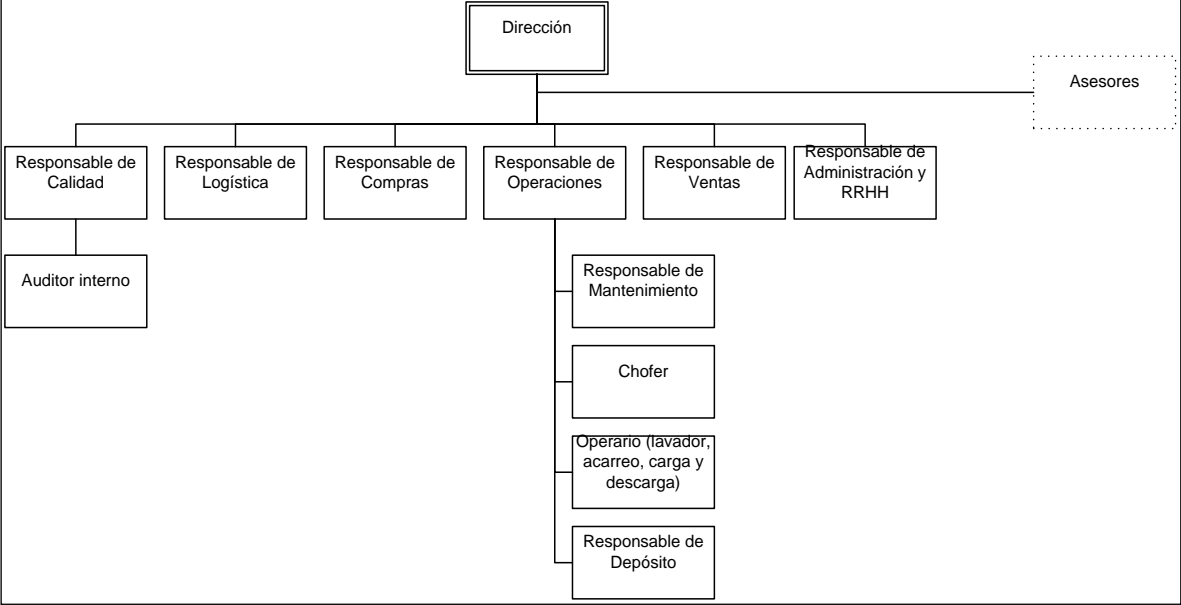 Dirección
Asesores
Responsable de
Calidad
Responsable de
Logística
Responsable de
Compras
Responsable de
Operaciones
Responsable de
Ventas
Responsable de
Administración y
RRHH
Auditor interno
Responsable de
Mantenimiento
Chofer
Operario (lavador,
acarreo, carga y
descarga)
Responsable de
Depósito